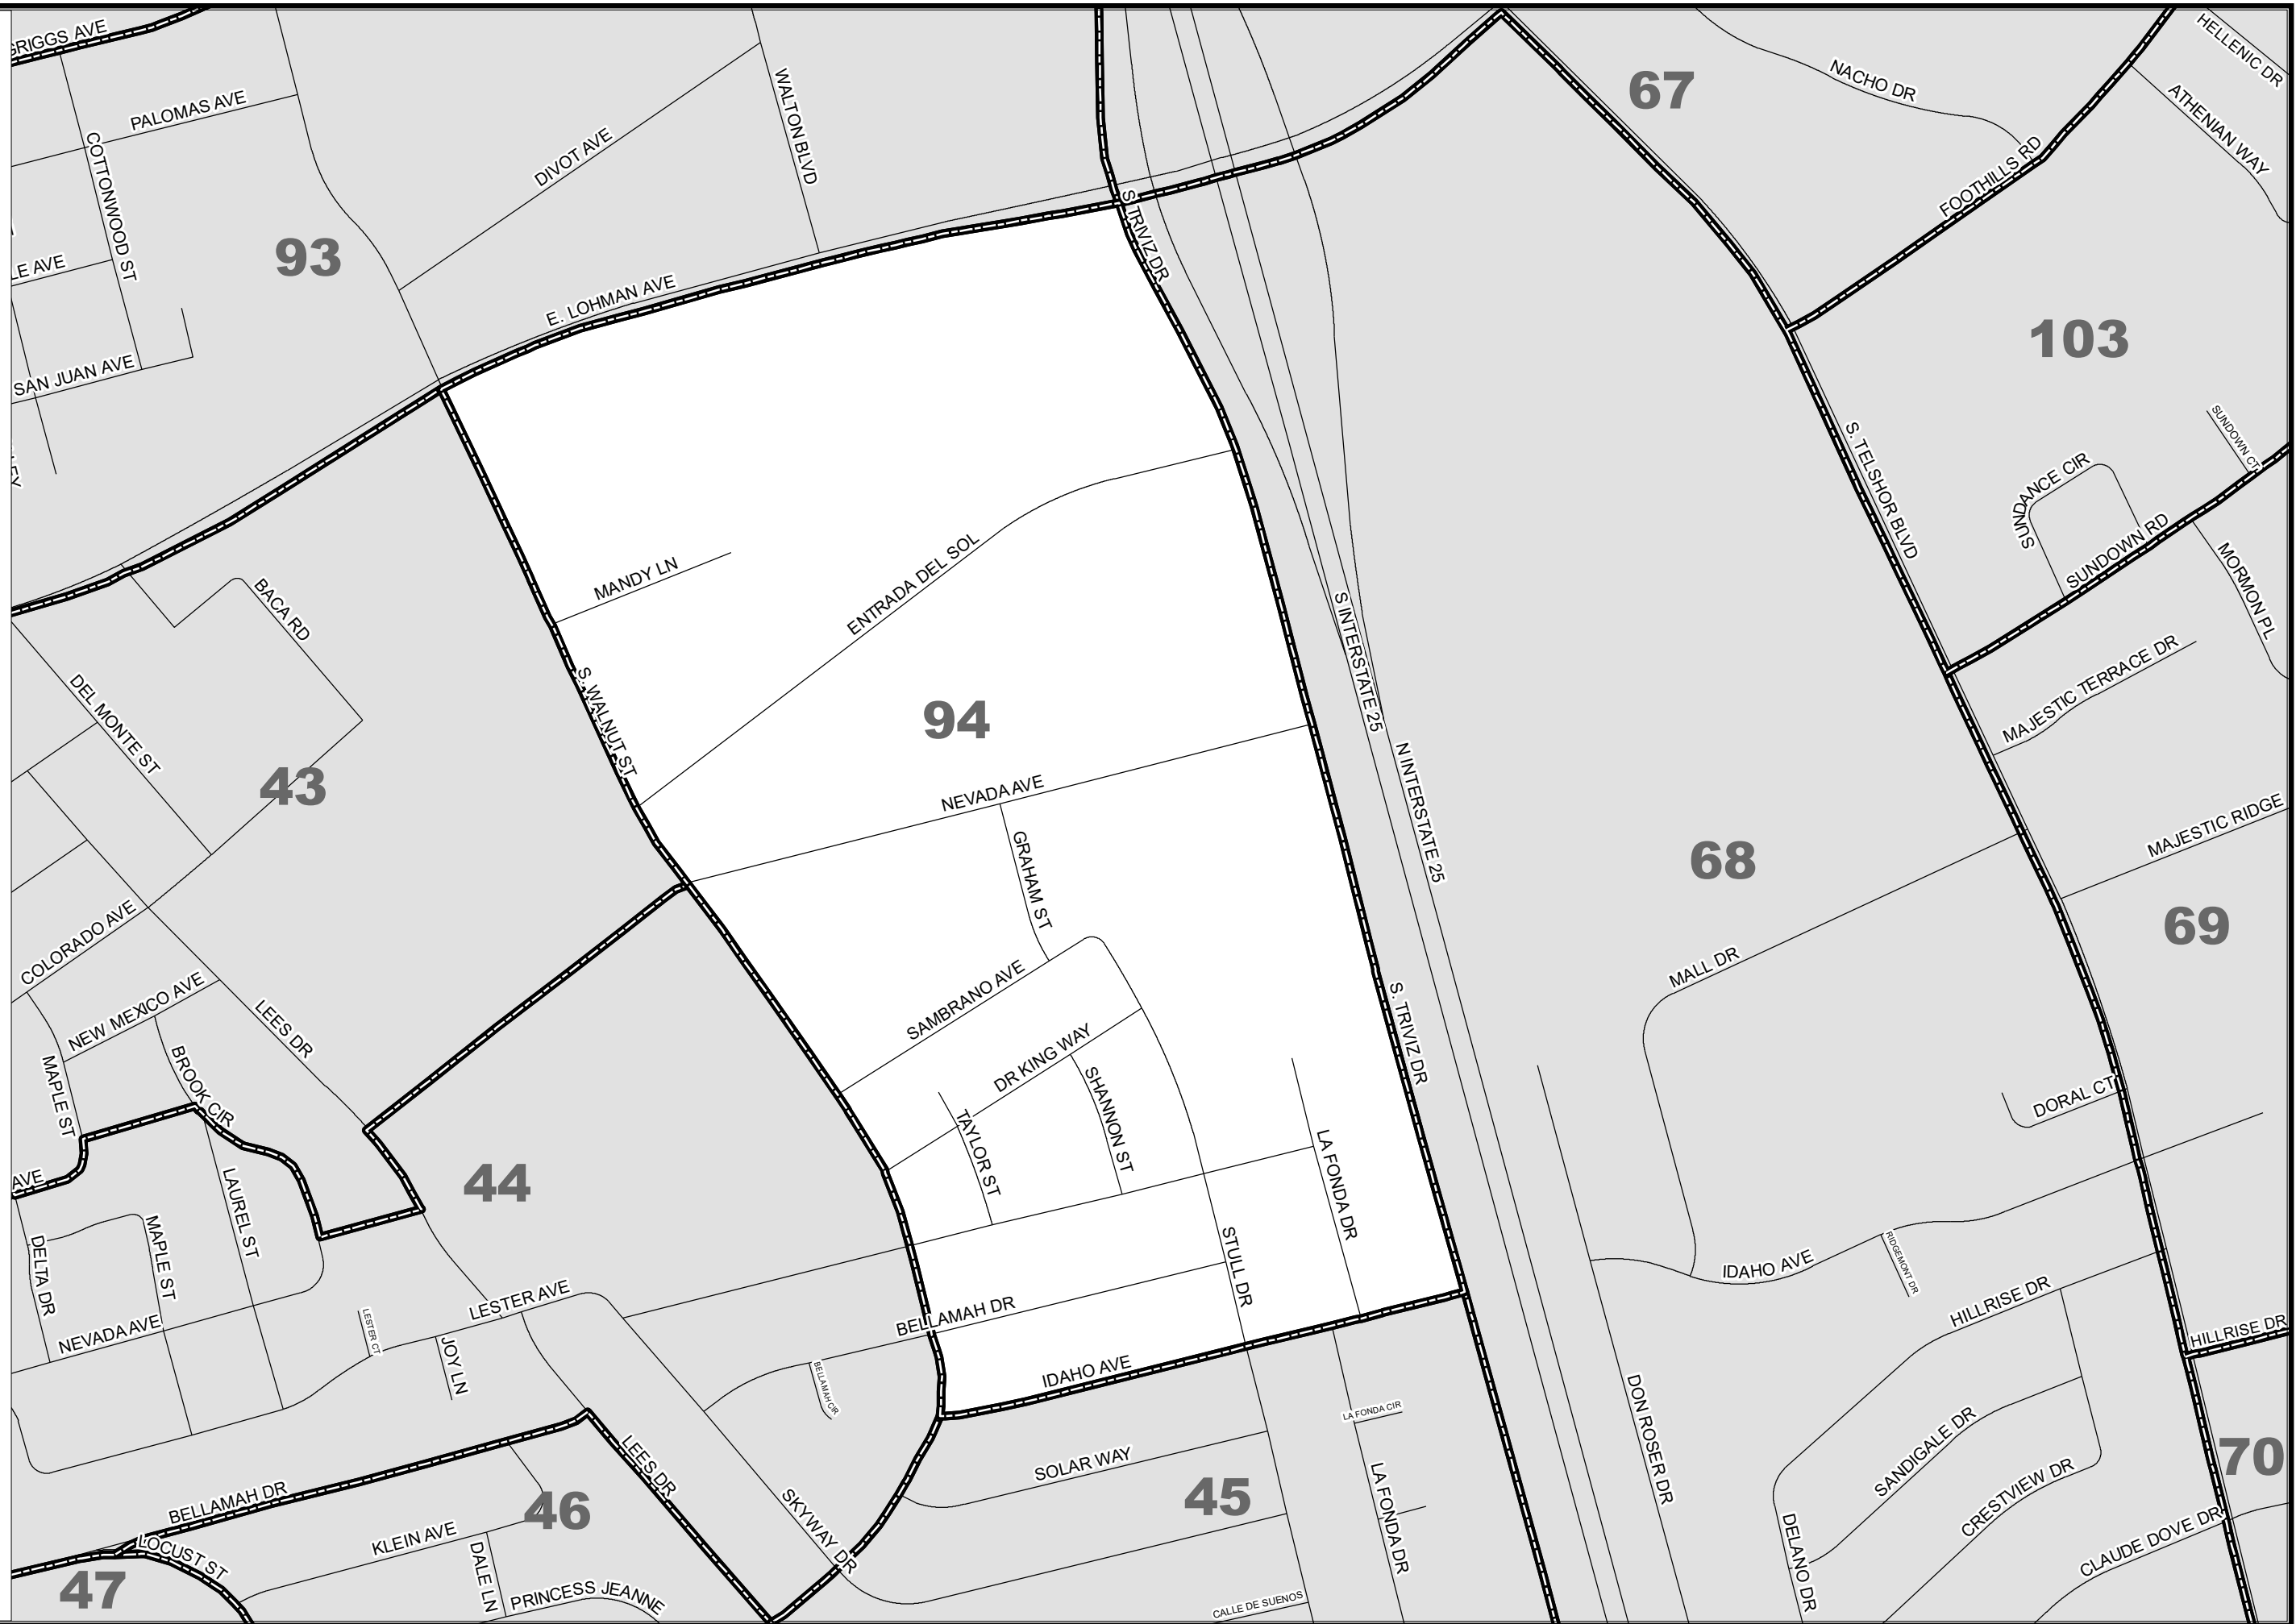 GRIGGS AVE
PALOMAS AVE
COTTONWOOD ST
93
DIVOT AVE
WALTON BLVD
S TRIVIZ DR
67
NACHO DR
HELLENIC DR
ATHENIAN WAY
FOOTHILLS RD
LE AVE
SAN JUAN AVE
E. LOHMAN AVE
103
S. TELSHOR BLVD
SUNDOWN CT
SUNDANCE CIR
SUNDOWN RD
MORMON PL
MAJESTIC TERRACE DR
MAJESTIC RIDGE
BACA RD
DEL MONTE ST
43
MANDY LN
ENTRADA DEL SOL
S. WALNUT ST
94
NEVADA AVE
GRAHAM ST
S INTERSTATE 25
N INTERSTATE 25
68
69
MALL DR
DORAL CT
COLORADO AVE
NEW MEXICO AVE
LEES DR
MAPLE ST
BROOK CIR
SAMBRANO AVE
DR KING WAY
SHANNON ST
TAYLOR ST
S. TRIVIZ DR
LA FONDA DR
STULL DR
44
AVE
LAUREL ST
MAPLE ST
DELTA DR
NEVADA AVE
LESTER CT
LESTER AVE
JOY LN
BELLAMAH DR
BELLAMAH CIR
IDAHO AVE
IDAHO AVE
RIDGEMONT DR
HILLRISE DR
HILLRISE DR
DON ROSER DR
SANDIGALE DR
CRESTVIEW DR
70
CLAUDE DOVE DR
DELANO DR
LA FONDA CIR
LA FONDA DR
SOLAR WAY
45
CALLE DE SUENOS
SKYWAY DR
LEES DR
46
BELLAMAH DR
LOCUST ST
KLEIN AVE
DALE LN
PRINCESS JEANNE
47